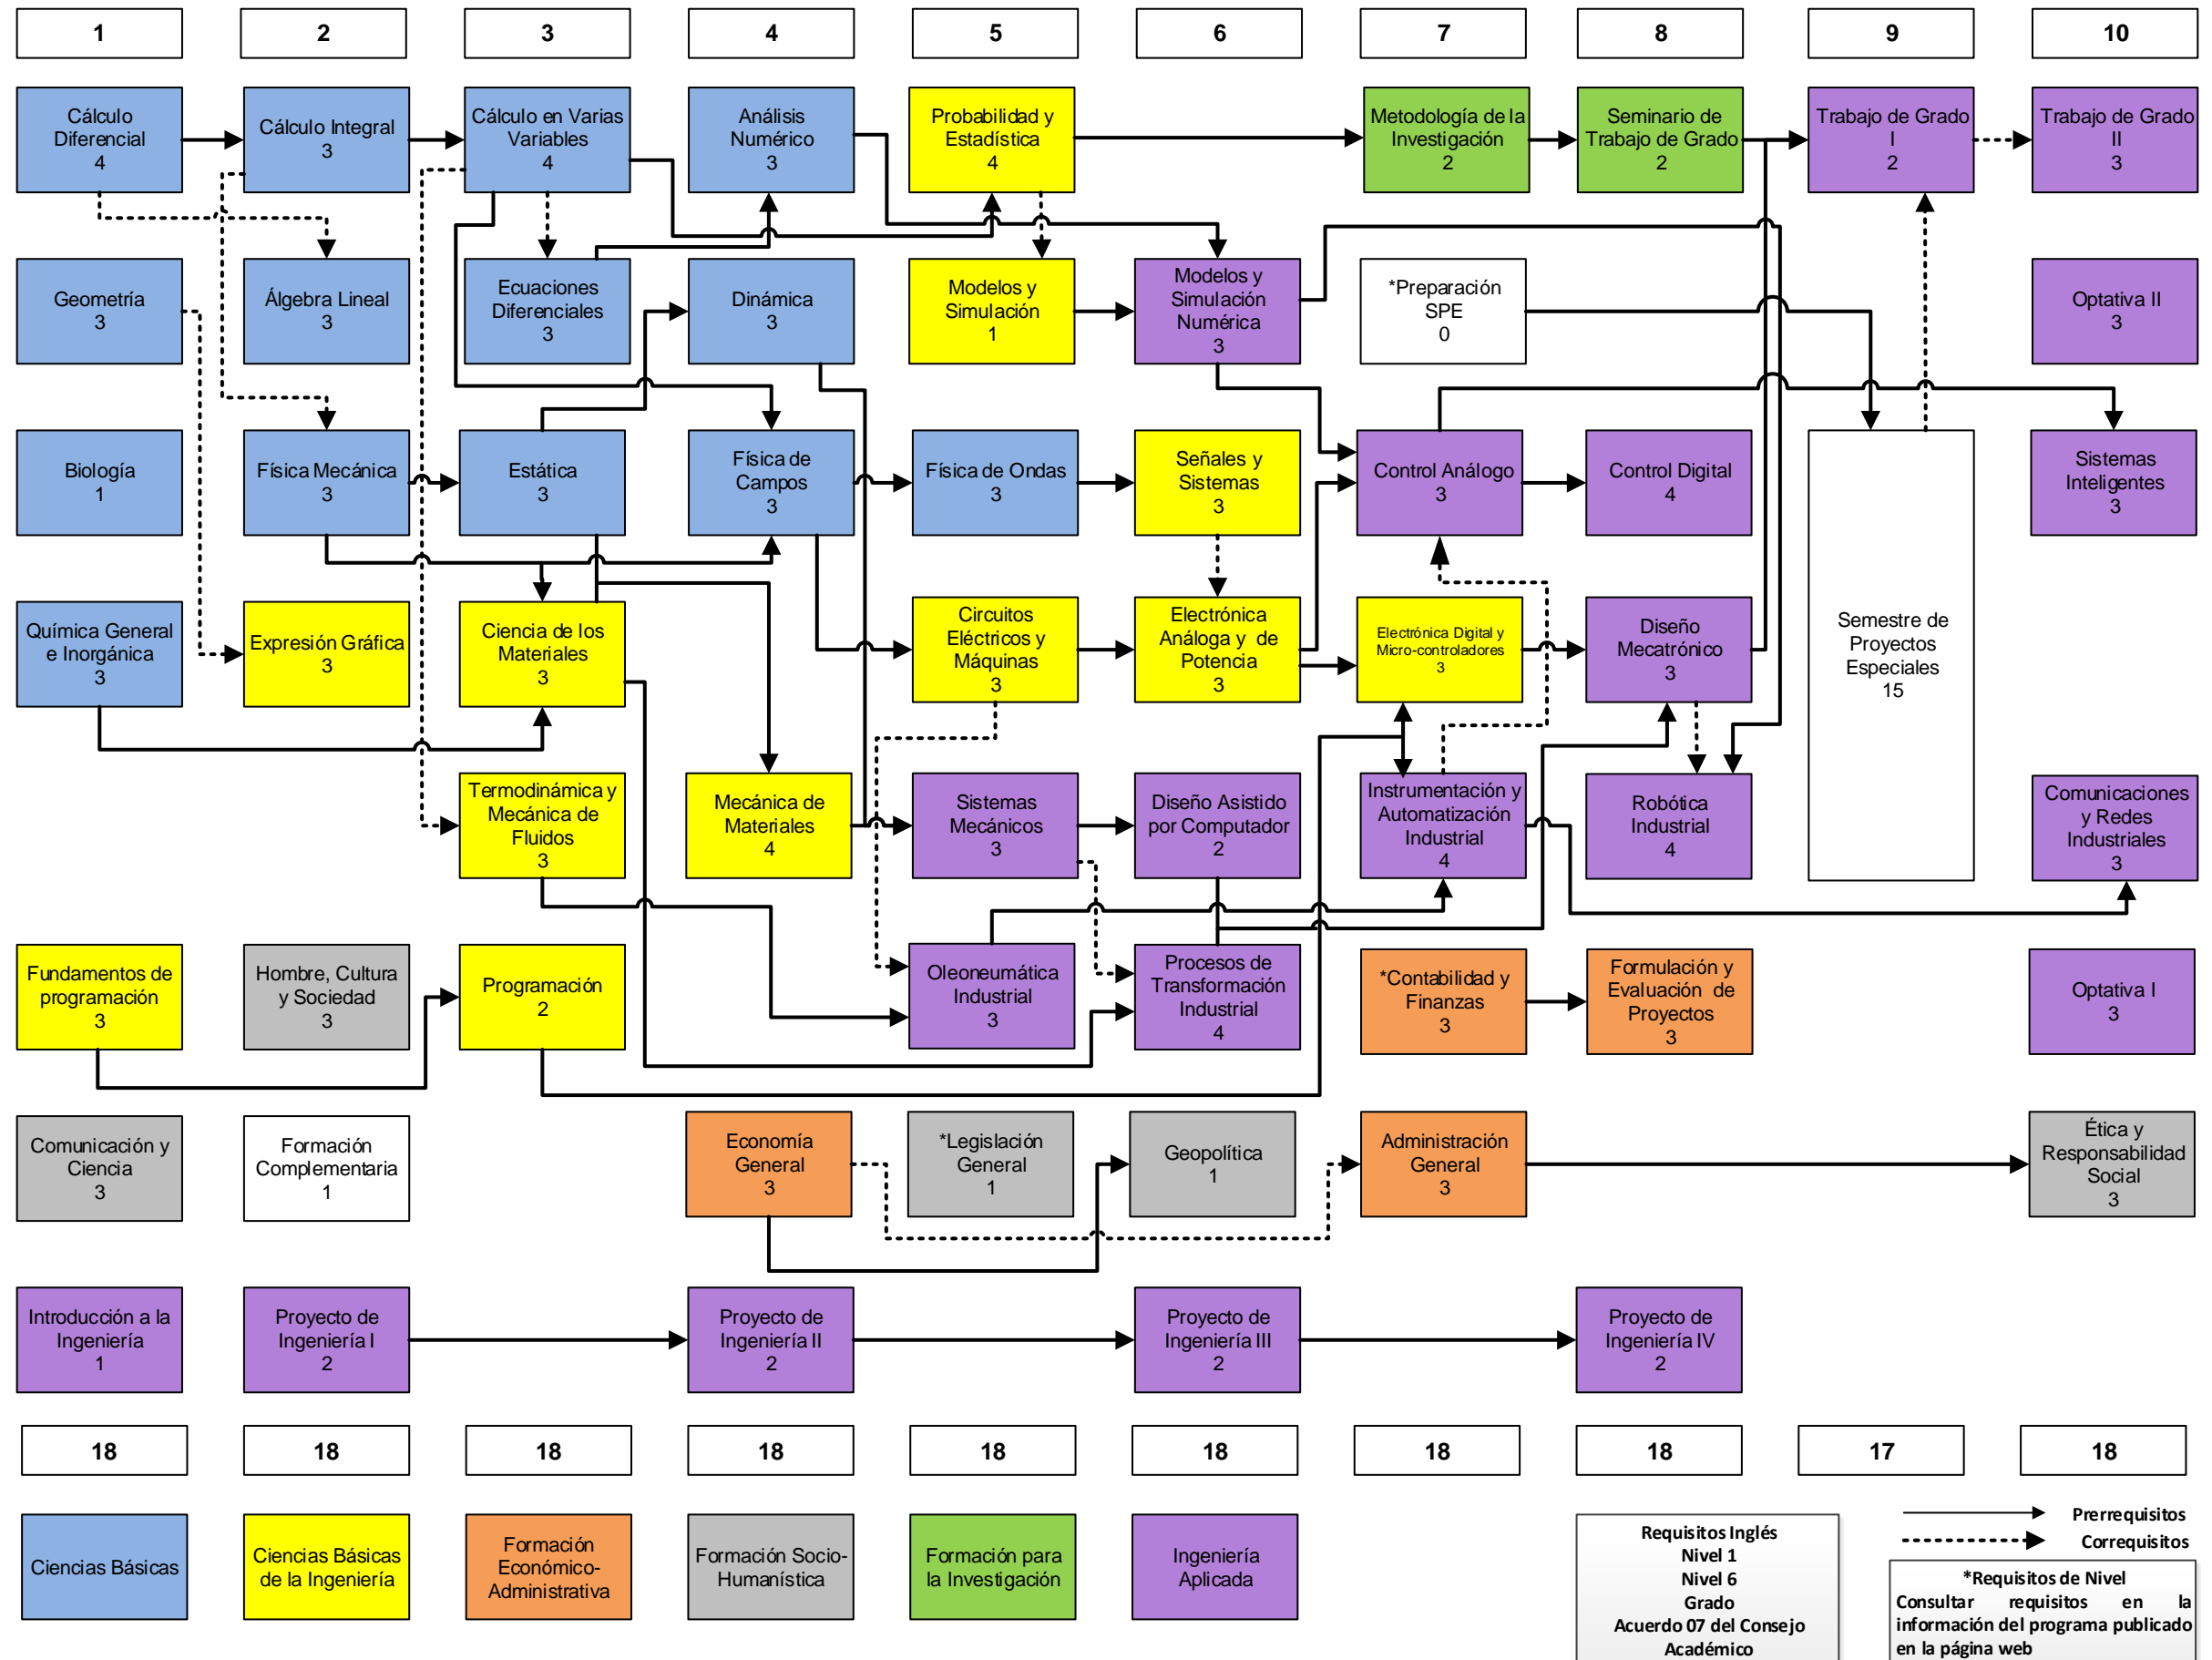 1
2
3
4
5
6
7
8
9
10
Cálculo
Diferencial
4
Cálculo Integral
3
Cálculo en Varias
Variables
4
Análisis
Numérico
3
Probabilidad y
Estadística
4
Metodología de la
Investigación
2
Seminario de
Trabajo de Grado
2
Trabajo de Grado
I
2
Trabajo de Grado
II
3
Geometría
3
Álgebra Lineal
3
Ecuaciones
Diferenciales
3
Dinámica
3
Modelos y
Simulación
1
Modelos y
Simulación
Numérica
3
*Preparación
SPE
0
Optativa II
3
Biología
1
Física Mecánica
3
Estática
3
Física de
Campos
3
Física de Ondas
3
Señales y
Sistemas
3
Control Análogo
3
Control Digital
4
Sistemas
Inteligentes
3
Química General
e Inorgánica
3
Expresión Gráfica
3
Ciencia de los
Materiales
3
Circuitos
Eléctricos y
Máquinas
3
Electrónica
Análoga y de
Potencia
3
Electrónica Digital y
Micro-controladores
3
Diseño
Mecatrónico
3
Semestre de
Proyectos
Especiales
15
Termodinámica y
Mecánica de
Fluidos
3
Mecánica de
Materiales
4
Sistemas
Mecánicos
3
Diseño Asistido
por Computador
2
Instrumentación y
Automatización
Industrial
4
Robótica
Industrial
4
Comunicaciones
y Redes
Industriales
3
Fundamentos de
programación
3
Hombre, Cultura
y Sociedad
3
Programación
2
Oleoneumática
Industrial
3
Procesos de
Transformación
Industrial
4
*Contabilidad y
Finanzas
3
Formulación y
Evaluación de
Proyectos
3
Optativa I
3
Comunicación y
Ciencia
3
Formación
Complementaria
1
Economía
General
3
*Legislación
General
1
Geopolítica
1
Administración
General
3
Ética y
Responsabilidad
Social
3
Introducción a la
Ingeniería
1
Proyecto de
Ingeniería I
2
Proyecto de
Ingeniería II
2
Proyecto de
Ingeniería III
2
Proyecto de
Ingeniería IV
2
18
18
18
18
18
18
18
18
17
18
Ciencias Básicas
Ciencias Básicas
de la Ingeniería
Formación
Económico-
Administrativa
Formación Socio-
Humanística
Formación para
la Investigación
Ingeniería
Aplicada
Requisitos Inglés
Nivel 1
Nivel 6
Grado
Acuerdo 07 del Consejo
Académico
Prerrequisitos
Correquisitos
*Requisitos de Nivel
Consultar requisitos en la
información del programa publicado
en la página web